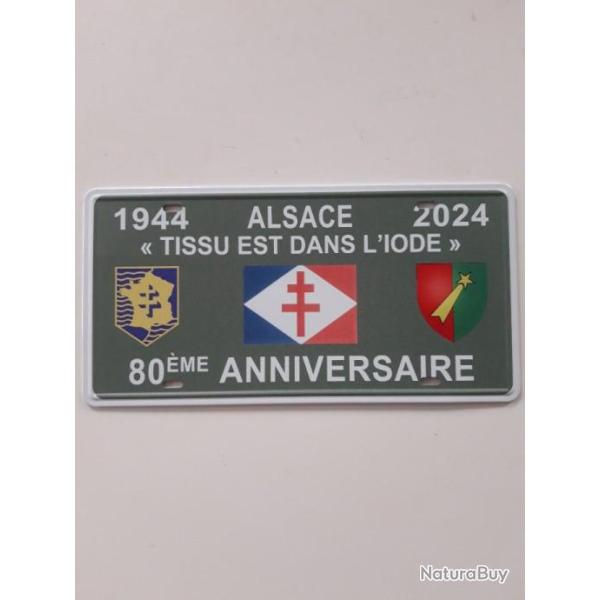 1944 ALSACE 2024
« TISSU EST DANS L'IODE »
80ÈME ANNIVERSAIRE
NaturaBuy